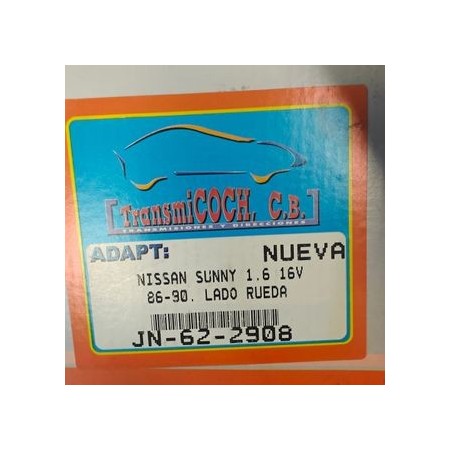 TransmiCOCH, C.B.
TRANSMISIONES Y DIRECCIONES
ADAPT: NUEVA
NISSAN SUNNY 1.6 16V
86-90. LADO RUEDA
JN-62-2908